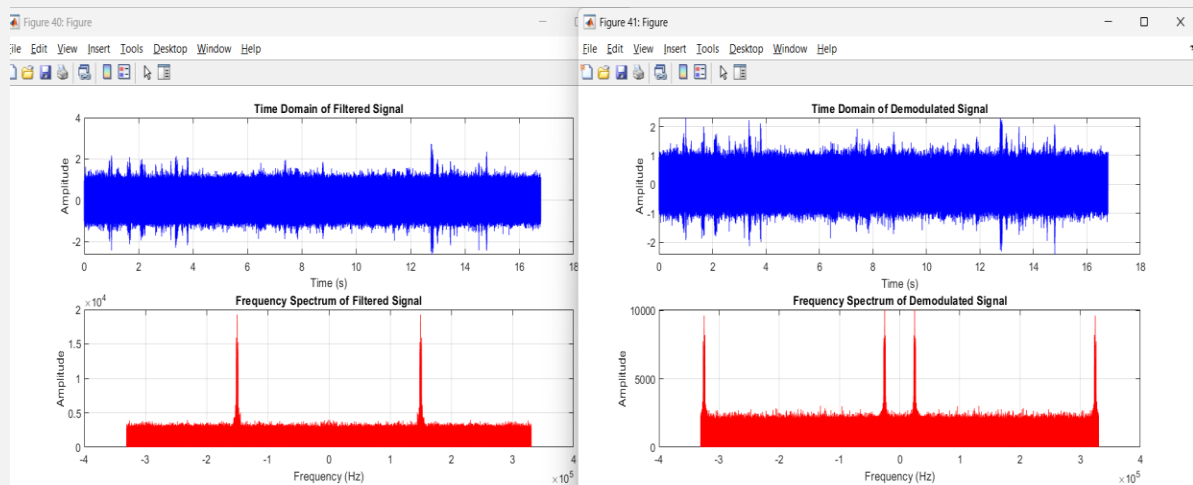 Figure 40: Figure
File Edit View Insert Tools Desktop Window Help
Time Domain of Filtered Signal
4
2
0
-2
Amplitude
0 2 4 6 8 10 12 14 16 18
Time (s)
×10^4
Frequency Spectrum of Filtered Signal
2
1.5
1
0.5
0
Amplitude
-4 -3 -2 -1 0 1 2 3 4
Frequency (Hz)
×10^5
Figure 41: Figure
File Edit View Insert Tools Desktop Window Help
Time Domain of Demodulated Signal
2
1
0
-1
-2
Amplitude
0 2 4 6 8 10 12 14 16 18
Time (s)
Frequency Spectrum of Demodulated Signal
10000
5000
0
Amplitude
-4 -3 -2 -1 0 1 2 3 4
Frequency (Hz)
×10^5